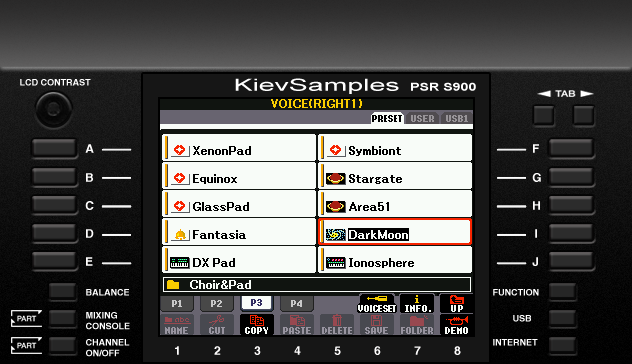 LCD CONTRAST
KievSamples PSR S900
TAB
VOICE(RIGHT1)
PRESET USER USB1
A XenonPad Symbiont F
B Equinox Stargate G
C GlassPad Area51 H
D Fantasia DarkMoon I
E DX Pad Ionosphere J
Choir&Pad
BALANCE
FUNCTION
P1 P2 P3 P4 VOICESET INFO. UP
PART MIXING CONSOLE
USB
NAME CUT COPY PASTE DELETE SAVE FOLDER DEMO
PART CHANNEL ON/OFF
INTERNET
1 2 3 4 5 6 7 8